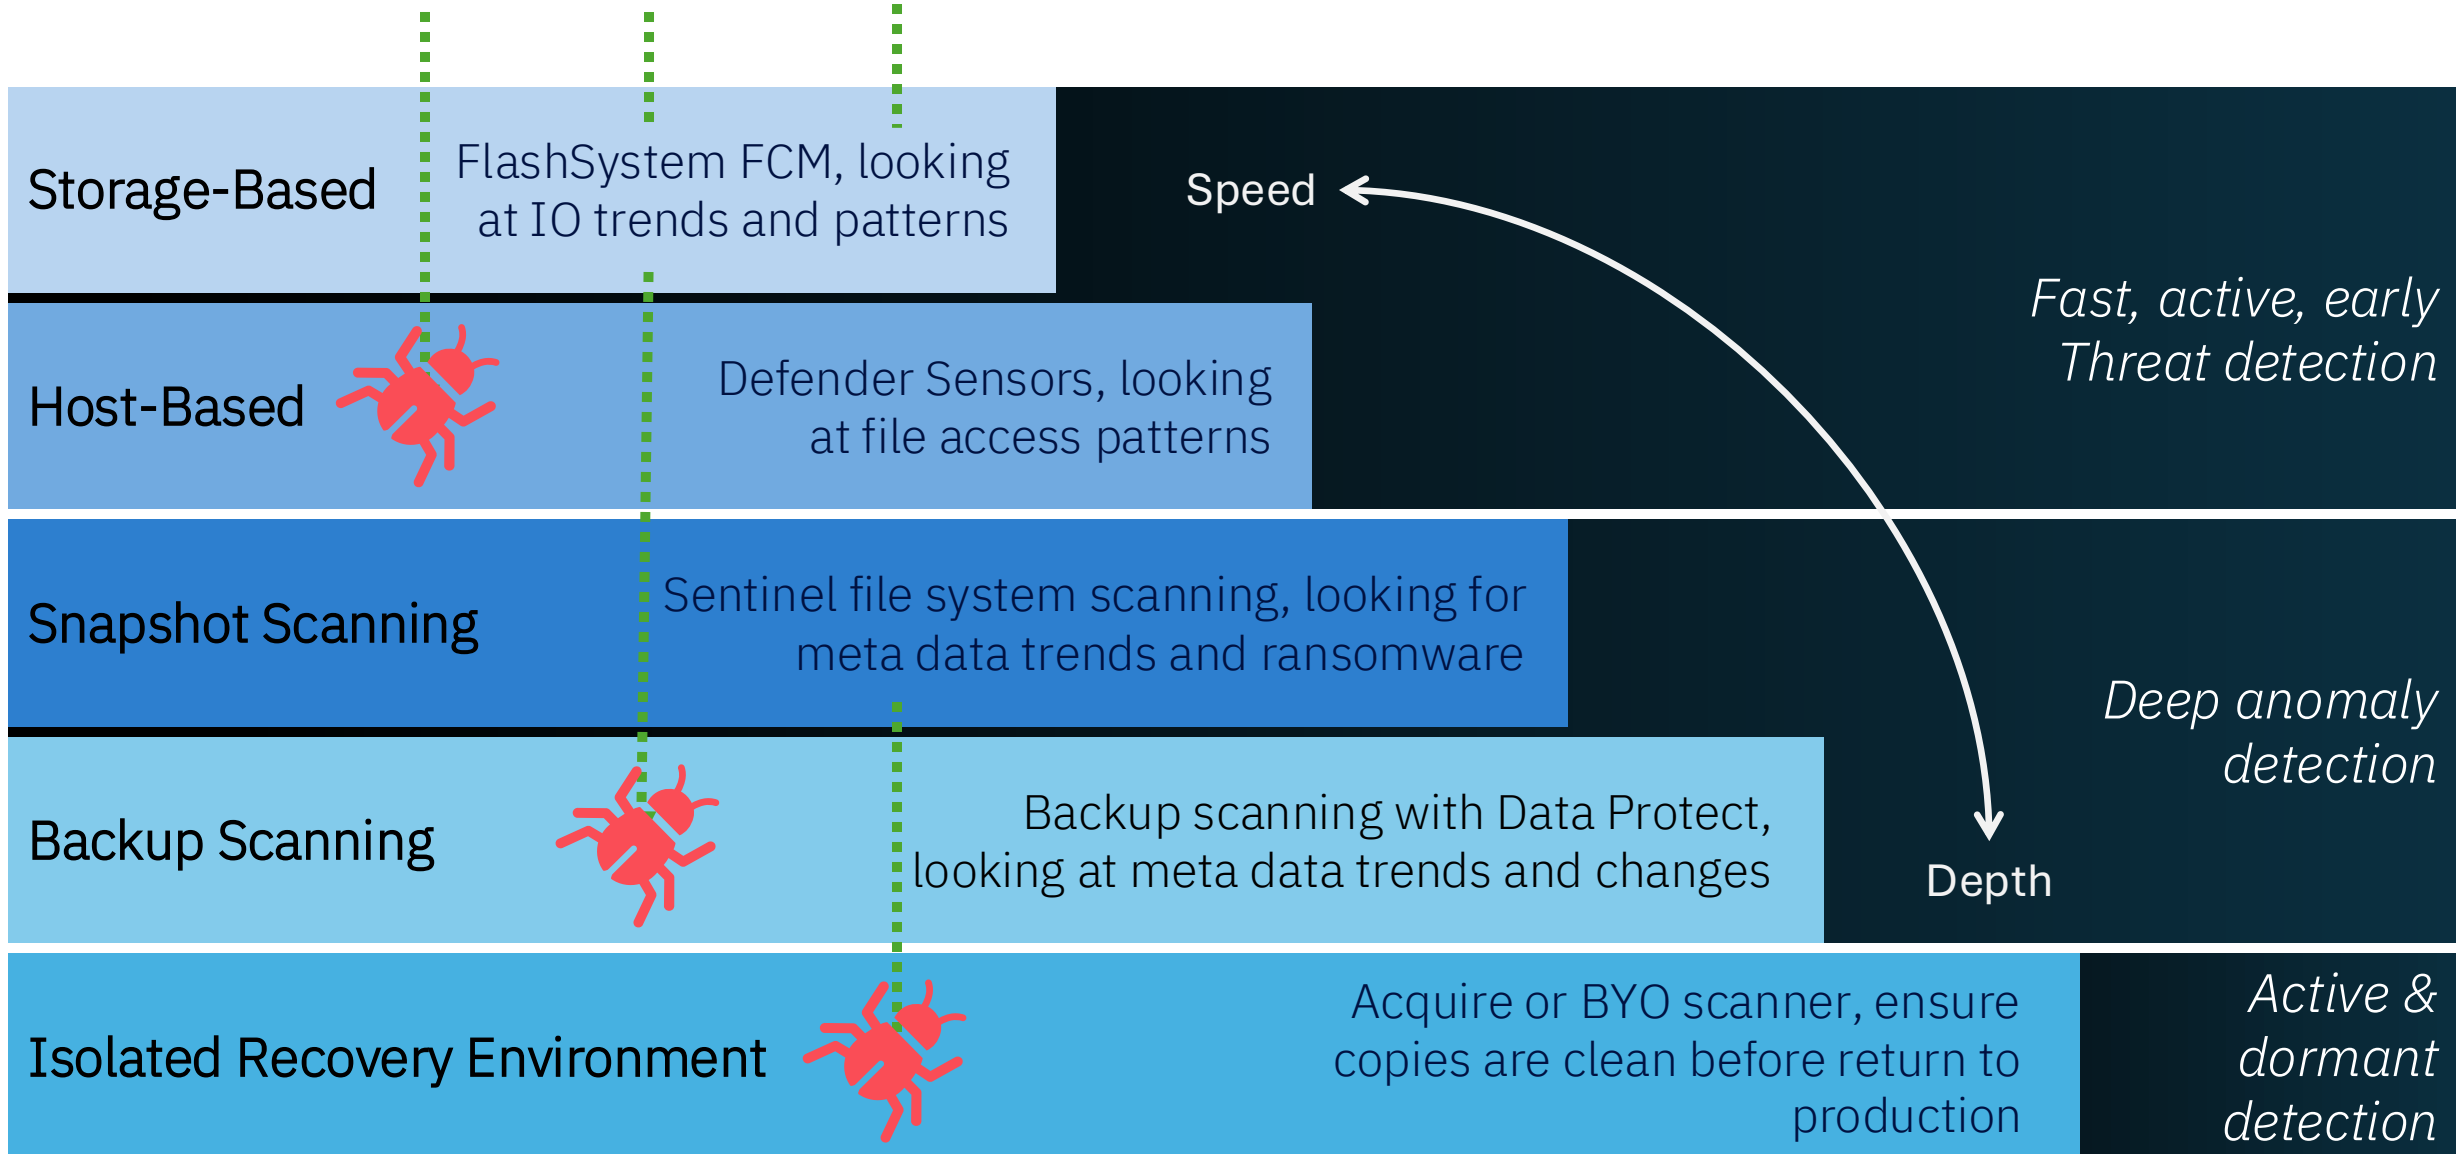 Storage-Based
FlashSystem FCM, looking
at IO trends and patterns
Speed
Fast, active, early
Threat detection
Host-Based
Defender Sensors, looking
at file access patterns
Snapshot Scanning
Sentinel file system scanning, looking for
meta data trends and ransomware
Deep anomaly
detection
Backup Scanning
Backup scanning with Data Protect,
looking at meta data trends and changes
Depth
Isolated Recovery Environment
Acquire or BYO scanner, ensure
copies are clean before return to
production
Active &
dormant
detection